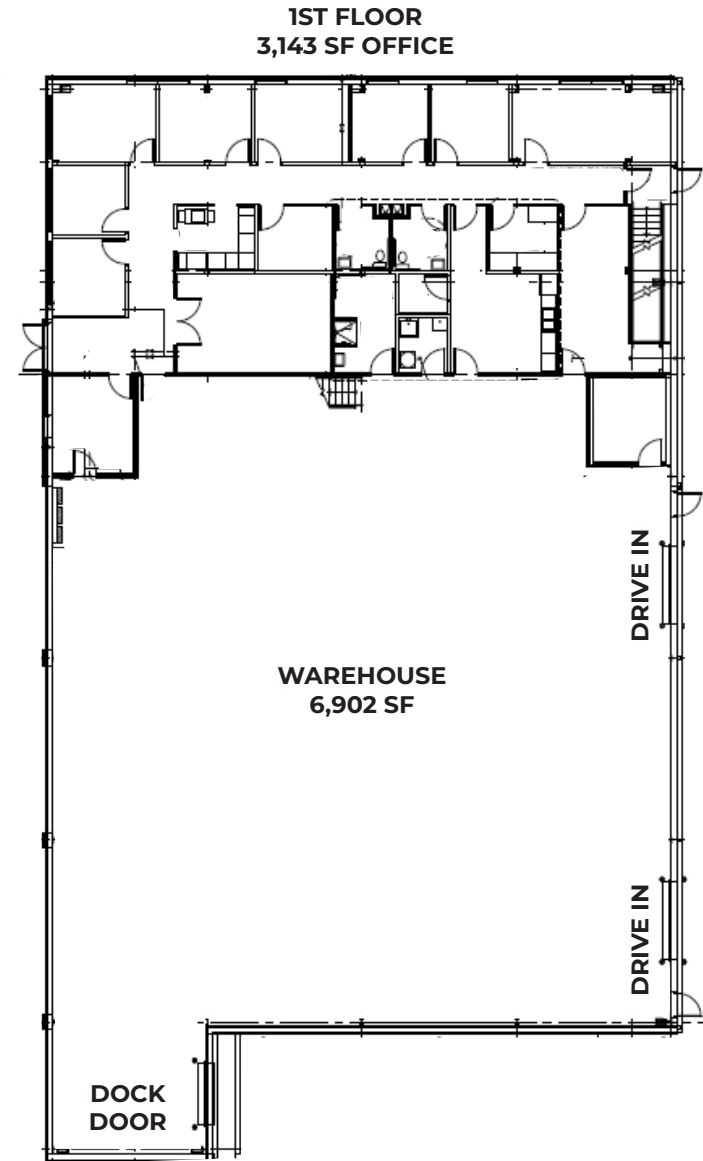 1ST FLOOR
3,143 SF OFFICE
DRIVE IN
WAREHOUSE
6,902 SF
DRIVE IN
DOCK
DOOR